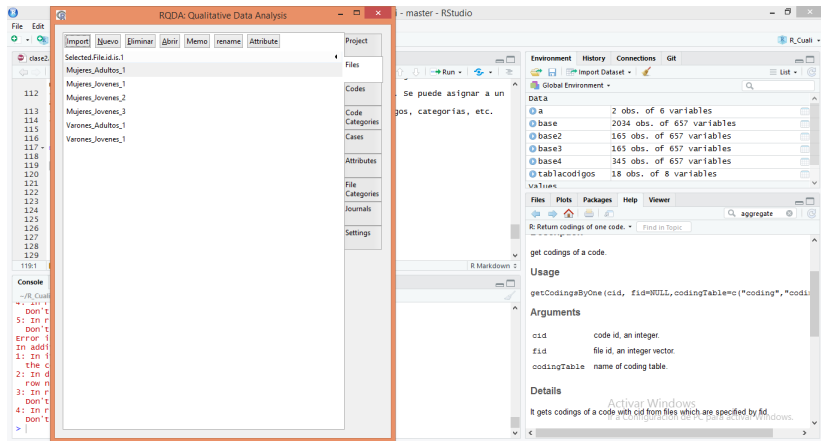 RQDA: Qualitative Data Analysis
i - master - RStudio
File Edit
R_Cuali
Import Nuevo Eliminar Abrir Memo rename Attribute
Selected.File.id.is.1
Mujeres_Adultos_1
Mujeres_Jovenes_1
Mujeres_Jovenes_2
Mujeres_Jovenes_3
Varones_Adultos_1
Varones_Jovenes_1
Project
Files
Codes
Code
Categories
Cases
Attributes
File
Categories
Journals
Settings
clase2.
112
113
114
115
116
117
118
119
120
121
122
123
124
125
126
127
128
129
119:1
Run
. Se puede asignar a un
gos, categorias, etc.
R Markdown
Console
~/R_Cuali
4: In r
Don't
5: In r
Don't
Error i
In addi
1: In i
the c
2: In d
row n
3: In r
Don't
4: In r
Don't
>
Environment History Connections Git
Import Dataset List
Global Environment
Data
a 2 obs. of 6 variables
base 2034 obs. of 657 variables
base2 165 obs. of 657 variables
base3 165 obs. of 657 variables
base4 345 obs. of 657 variables
tablacodigos 18 obs. of 8 variables
Values
Files Plots Packages Help Viewer
aggregate
R: Return codings of one code. Find in Topic
Description
get codings of a code.
Usage
getCodingsByOne(cid, fid=NULL,codingTable=c("coding","codi
Arguments
cid code id, an integer.
fid file id, an integer vector.
codingTable name of coding table.
Details
It gets codings of a code with cid from files which are specified by fid.
Activar Windows
Ir a Configuración de PC para activar Windows.